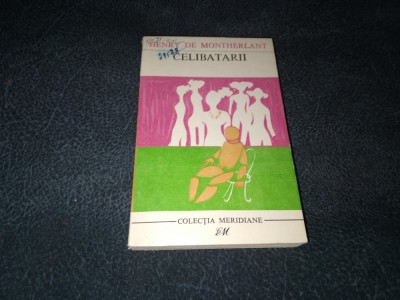 HENRY DE MONTHERLANT
CELIBATARII
COLECȚIA MERIDIANE
EM